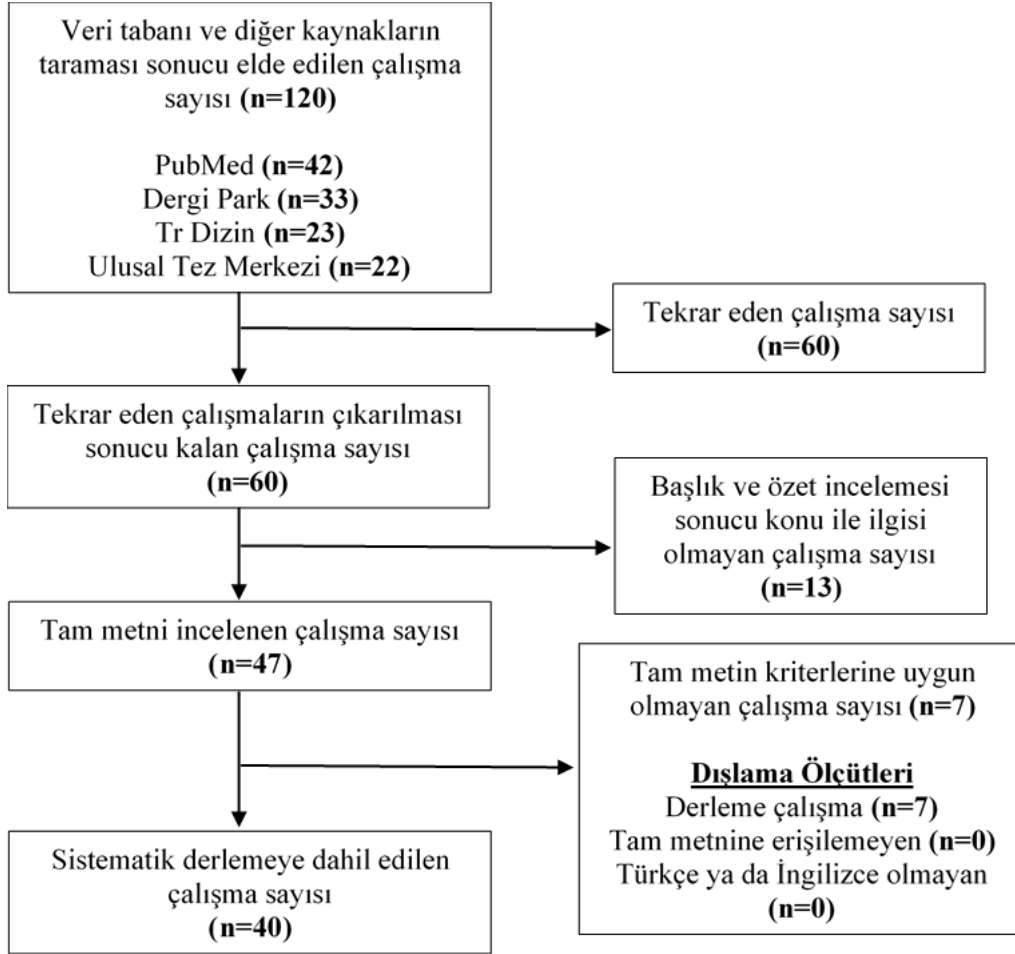 Veri tabanı ve diğer kaynakların
taraması sonucu elde edilen çalışma
sayısı (n=120)
PubMed (n=42)
Dergi Park (n=33)
Tr Dizin (n=23)
Ulusal Tez Merkezi (n=22)
Tekrar eden çalışma sayısı
(n=60)
Tekrar eden çalışmaların çıkarılması
sonucu kalan çalışma sayısı
(n=60)
Başlık ve özet incelemesi
sonucu konu ile ilgisi
olmayan çalışma sayısı
(n=13)
Tam metni incelenen çalışma sayısı
(n=47)
Tam metin kriterlerine uygun
olmayan çalışma sayısı (n=7)
Dışlama Ölçütleri
Derleme çalışma (n=7)
Tam metnine erişilemeyen (n=0)
Türkçe ya da İngilizce olmayan
(n=0)
Sistematik derlemeye dahil edilen
çalışma sayısı
(n=40)